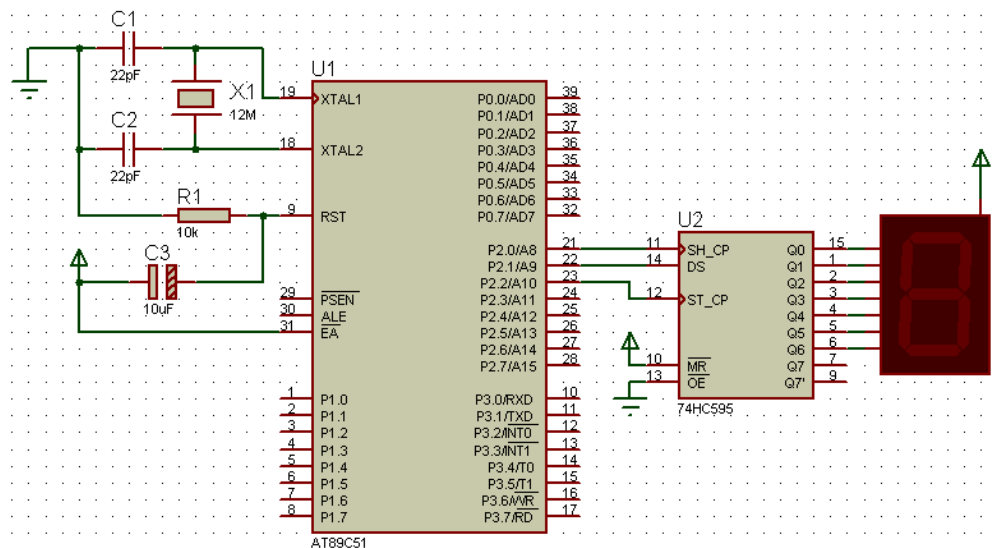 C1
22pF
X1
12M
C2
22pF
R1
10k
C3
10uF
U1
19 XTAL1
18 XTAL2
9 RST
29 PSEN
30 ALE
31 EA
1 P1.0
2 P1.1
3 P1.2
4 P1.3
5 P1.4
6 P1.5
7 P1.6
8 P1.7
P0.0/AD0 39
P0.1/AD1 38
P0.2/AD2 37
P0.3/AD3 36
P0.4/AD4 35
P0.5/AD5 34
P0.6/AD6 33
P0.7/AD7 32
P2.0/A8 21
P2.1/A9 22
P2.2/A10 23
P2.3/A11 24
P2.4/A12 25
P2.5/A13 26
P2.6/A14 27
P2.7/A15 28
P3.0/RXD 10
P3.1/TXD 11
P3.2/INT0 12
P3.3/INT1 13
P3.4/T0 14
P3.5/T1 15
P3.6/WR 16
P3.7/RD 17
AT89C51
U2
11 SH_CP
14 DS
12 ST_CP
10 MR
13 OE
Q0 15
Q1 1
Q2 2
Q3 3
Q4 4
Q5 5
Q6 6
Q7 7
Q7' 9
74HC595